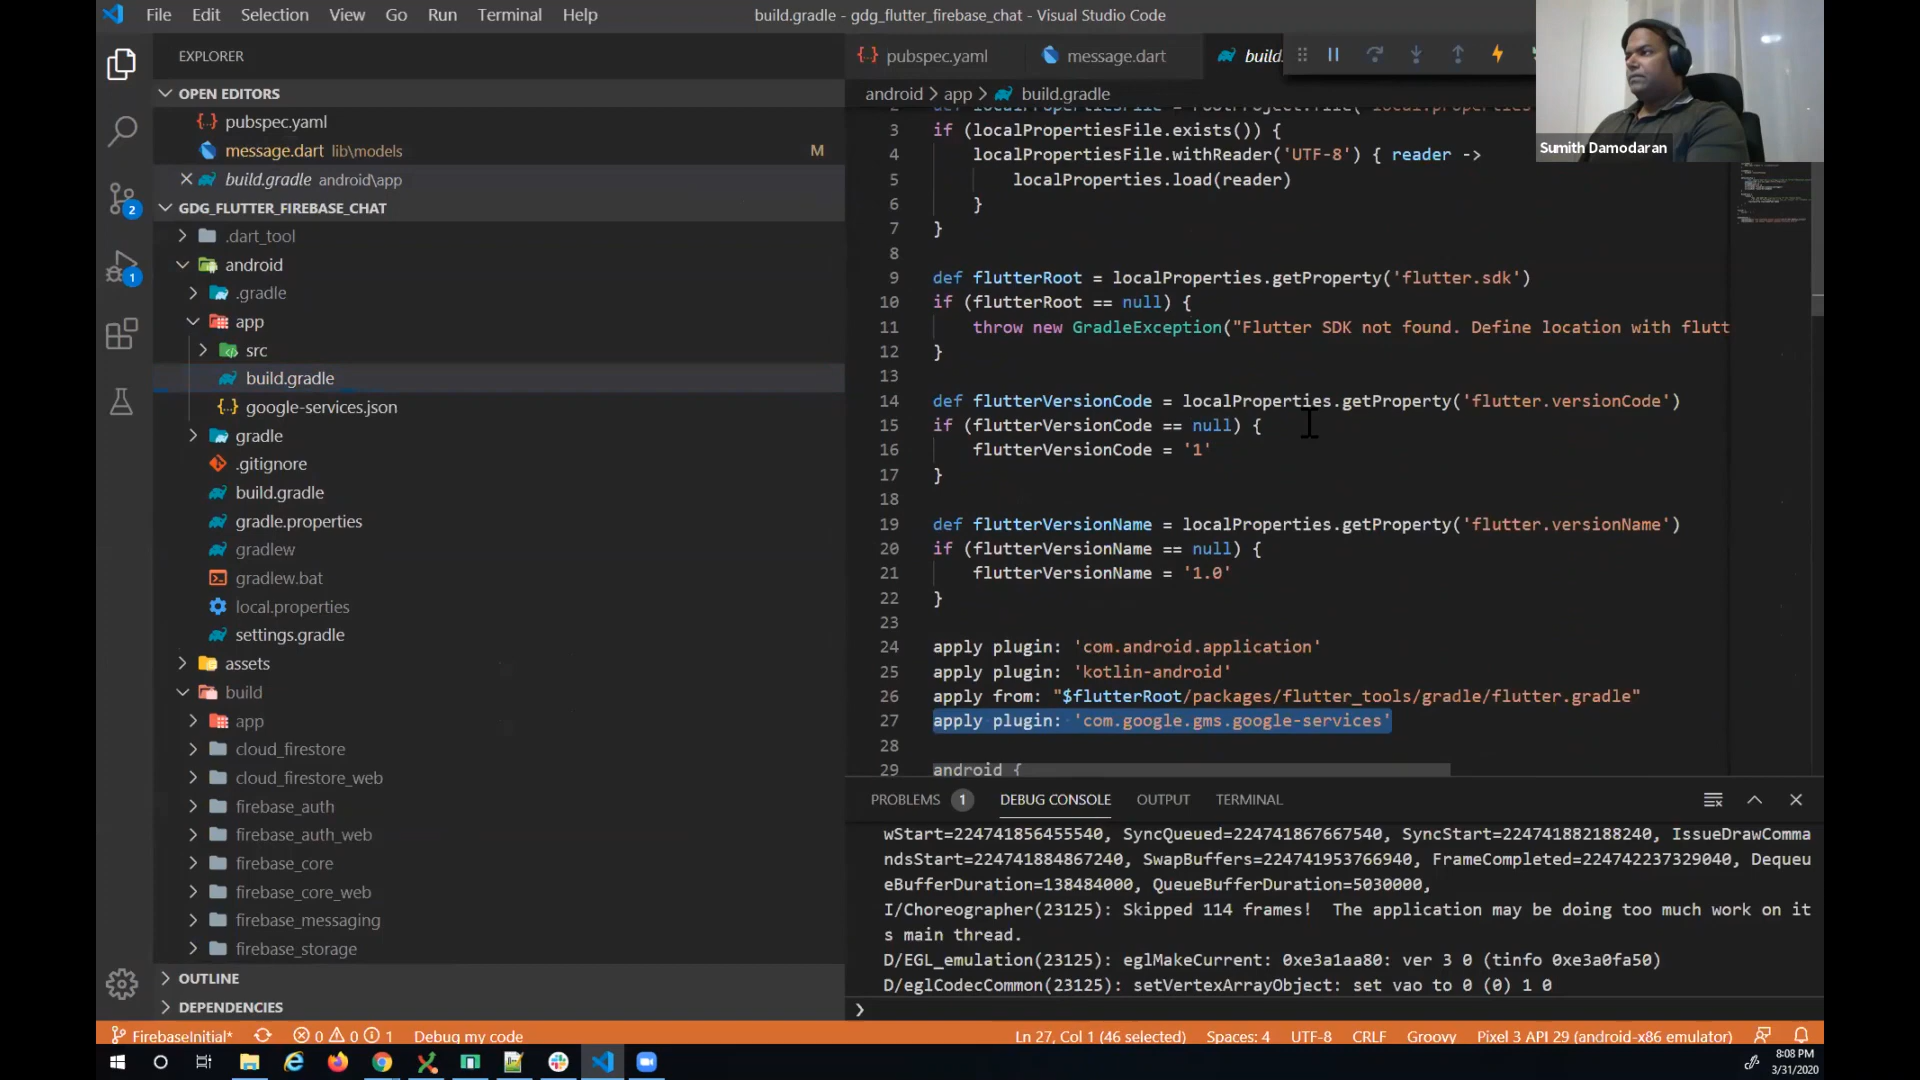 File Edit Selection View Go Run Terminal Help
build.gradle - gdg_flutter_firebase_chat - Visual Studio Code
Sumith Damodaran
EXPLORER
OPEN EDITORS
pubspec.yaml
message.dart lib\models M
build.gradle android\app
GDG_FLUTTER_FIREBASE_CHAT
.dart_tool
android
.gradle
app
src
build.gradle
google-services.json
gradle
.gitignore
build.gradle
gradle.properties
gradlew
gradlew.bat
local.properties
settings.gradle
assets
build
app
cloud_firestore
cloud_firestore_web
firebase_auth
firebase_auth_web
firebase_core
firebase_core_web
firebase_messaging
firebase_storage
OUTLINE
DEPENDENCIES
2
1
pubspec.yaml message.dart build.
android > app > build.gradle
2 def localPropertiesFile = rootProject.file('local.properties
3 if (localPropertiesFile.exists()) {
4 localPropertiesFile.withReader('UTF-8') { reader ->
5 localProperties.load(reader)
6 }
7 }
8
9 def flutterRoot = localProperties.getProperty('flutter.sdk')
10 if (flutterRoot == null) {
11 throw new GradleException("Flutter SDK not found. Define location with flutt
12 }
13
14 def flutterVersionCode = localProperties.getProperty('flutter.versionCode')
15 if (flutterVersionCode == null) {
16 flutterVersionCode = '1'
17 }
18
19 def flutterVersionName = localProperties.getProperty('flutter.versionName')
20 if (flutterVersionName == null) {
21 flutterVersionName = '1.0'
22 }
23
24 apply plugin: 'com.android.application'
25 apply plugin: 'kotlin-android'
26 apply from: "$flutterRoot/packages/flutter_tools/gradle/flutter.gradle"
27 apply plugin: 'com.google.gms.google-services'
28
29 android {
PROBLEMS 1 DEBUG CONSOLE OUTPUT TERMINAL
wStart=224741856455540, SyncQueued=224741867667540, SyncStart=224741882188240, IssueDrawComma
ndsStart=224741884867240, SwapBuffers=224741953766940, FrameCompleted=224742237329040, Dequeu
eBufferDuration=138484000, QueueBufferDuration=5030000,
I/Choreographer(23125): Skipped 114 frames! The application may be doing too much work on it
s main thread.
D/EGL_emulation(23125): eglMakeCurrent: 0xe3a1aa80: ver 3 0 (tinfo 0xe3a0fa50)
D/eglCodecCommon(23125): setVertexArrayObject: set vao to 0 (0) 1 0
FirebaseInitial* 0 0 1 Debug my code Ln 27, Col 1 (46 selected) Spaces: 4 UTF-8 CRLF Groovy Pixel 3 API 29 (android-x86 emulator)
8:08 PM
3/31/2020